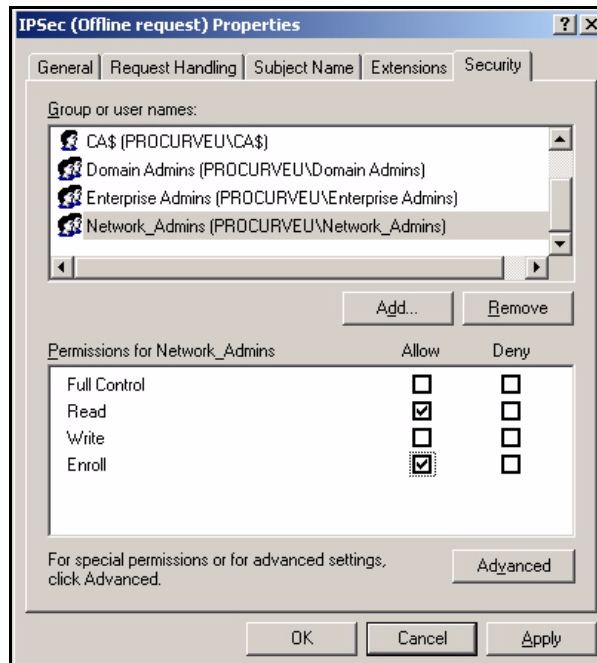 IPSec (Offline request) Properties
General Request Handling Subject Name Extensions Security
Group or user names:
CA$ (PROCURVEU\CA$)
Domain Admins (PROCURVEU\Domain Admins)
Enterprise Admins (PROCURVEU\Enterprise Admins)
Network_Admins (PROCURVEU\Network_Admins)
Add... Remove
Permissions for Network_Admins Allow Deny
Full Control
Read
Write
Enroll
For special permissions or for advanced settings,
click Advanced.
Advanced
OK Cancel Apply